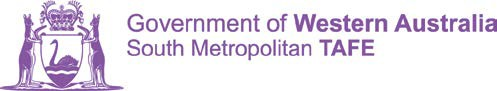 Government of Western Australia
South Metropolitan TAFE